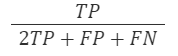 TP
2TP + FP + FN